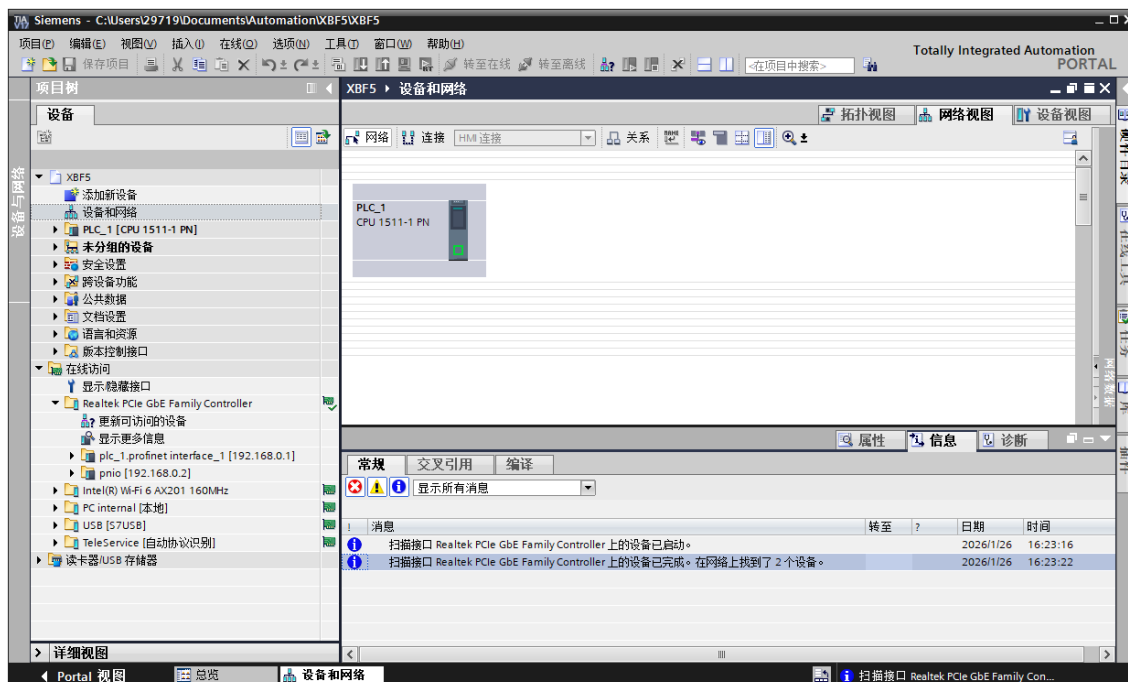 Siemens - C:\Users\29719\Documents\Automation\XBF5\XBF5
项目(P) 编辑(E) 视图(V) 插入(I) 在线(O) 选项(N) 工具(T) 窗口(W) 帮助(H)
Totally Integrated Automation
PORTAL
保存项目 转至在线 转至离线 <在项目中搜索>
项目树
XBF5 设备和网络
设备
拓扑视图 网络视图 设备视图
网络 连接 HMI 连接 关系
设备与网络
XBF5
添加新设备
设备和网络
PLC_1 [CPU 1511-1 PN]
未分组的设备
安全设置
跨设备功能
公共数据
文档设置
语言和资源
版本控制接口
在线访问
显示/隐藏接口
Realtek PCIe GbE Family Controller
更新可访问的设备
显示更多信息
plc_1.profinet interface_1 [192.168.0.1]
pnio [192.168.0.2]
Intel(R) Wi-Fi 6 AX201 160MHz
PC internal [本地]
USB [S7USB]
TeleService [自动协议识别]
读卡器/USB 存储器
详细视图
PLC_1
CPU 1511-1 PN
属性 信息 诊断
常规 交叉引用 编译
显示所有消息
! 消息 转至 ? 日期 时间
扫描接口 Realtek PCIe GbE Family Controller 上的设备已启动。 2026/1/26 16:23:16
扫描接口 Realtek PCIe GbE Family Controller 上的设备已完成。在网络上找到了 2 个设备。 2026/1/26 16:23:22
Portal 视图 总览 设备和网络 扫描接口 Realtek PCIe GbE Family Con...